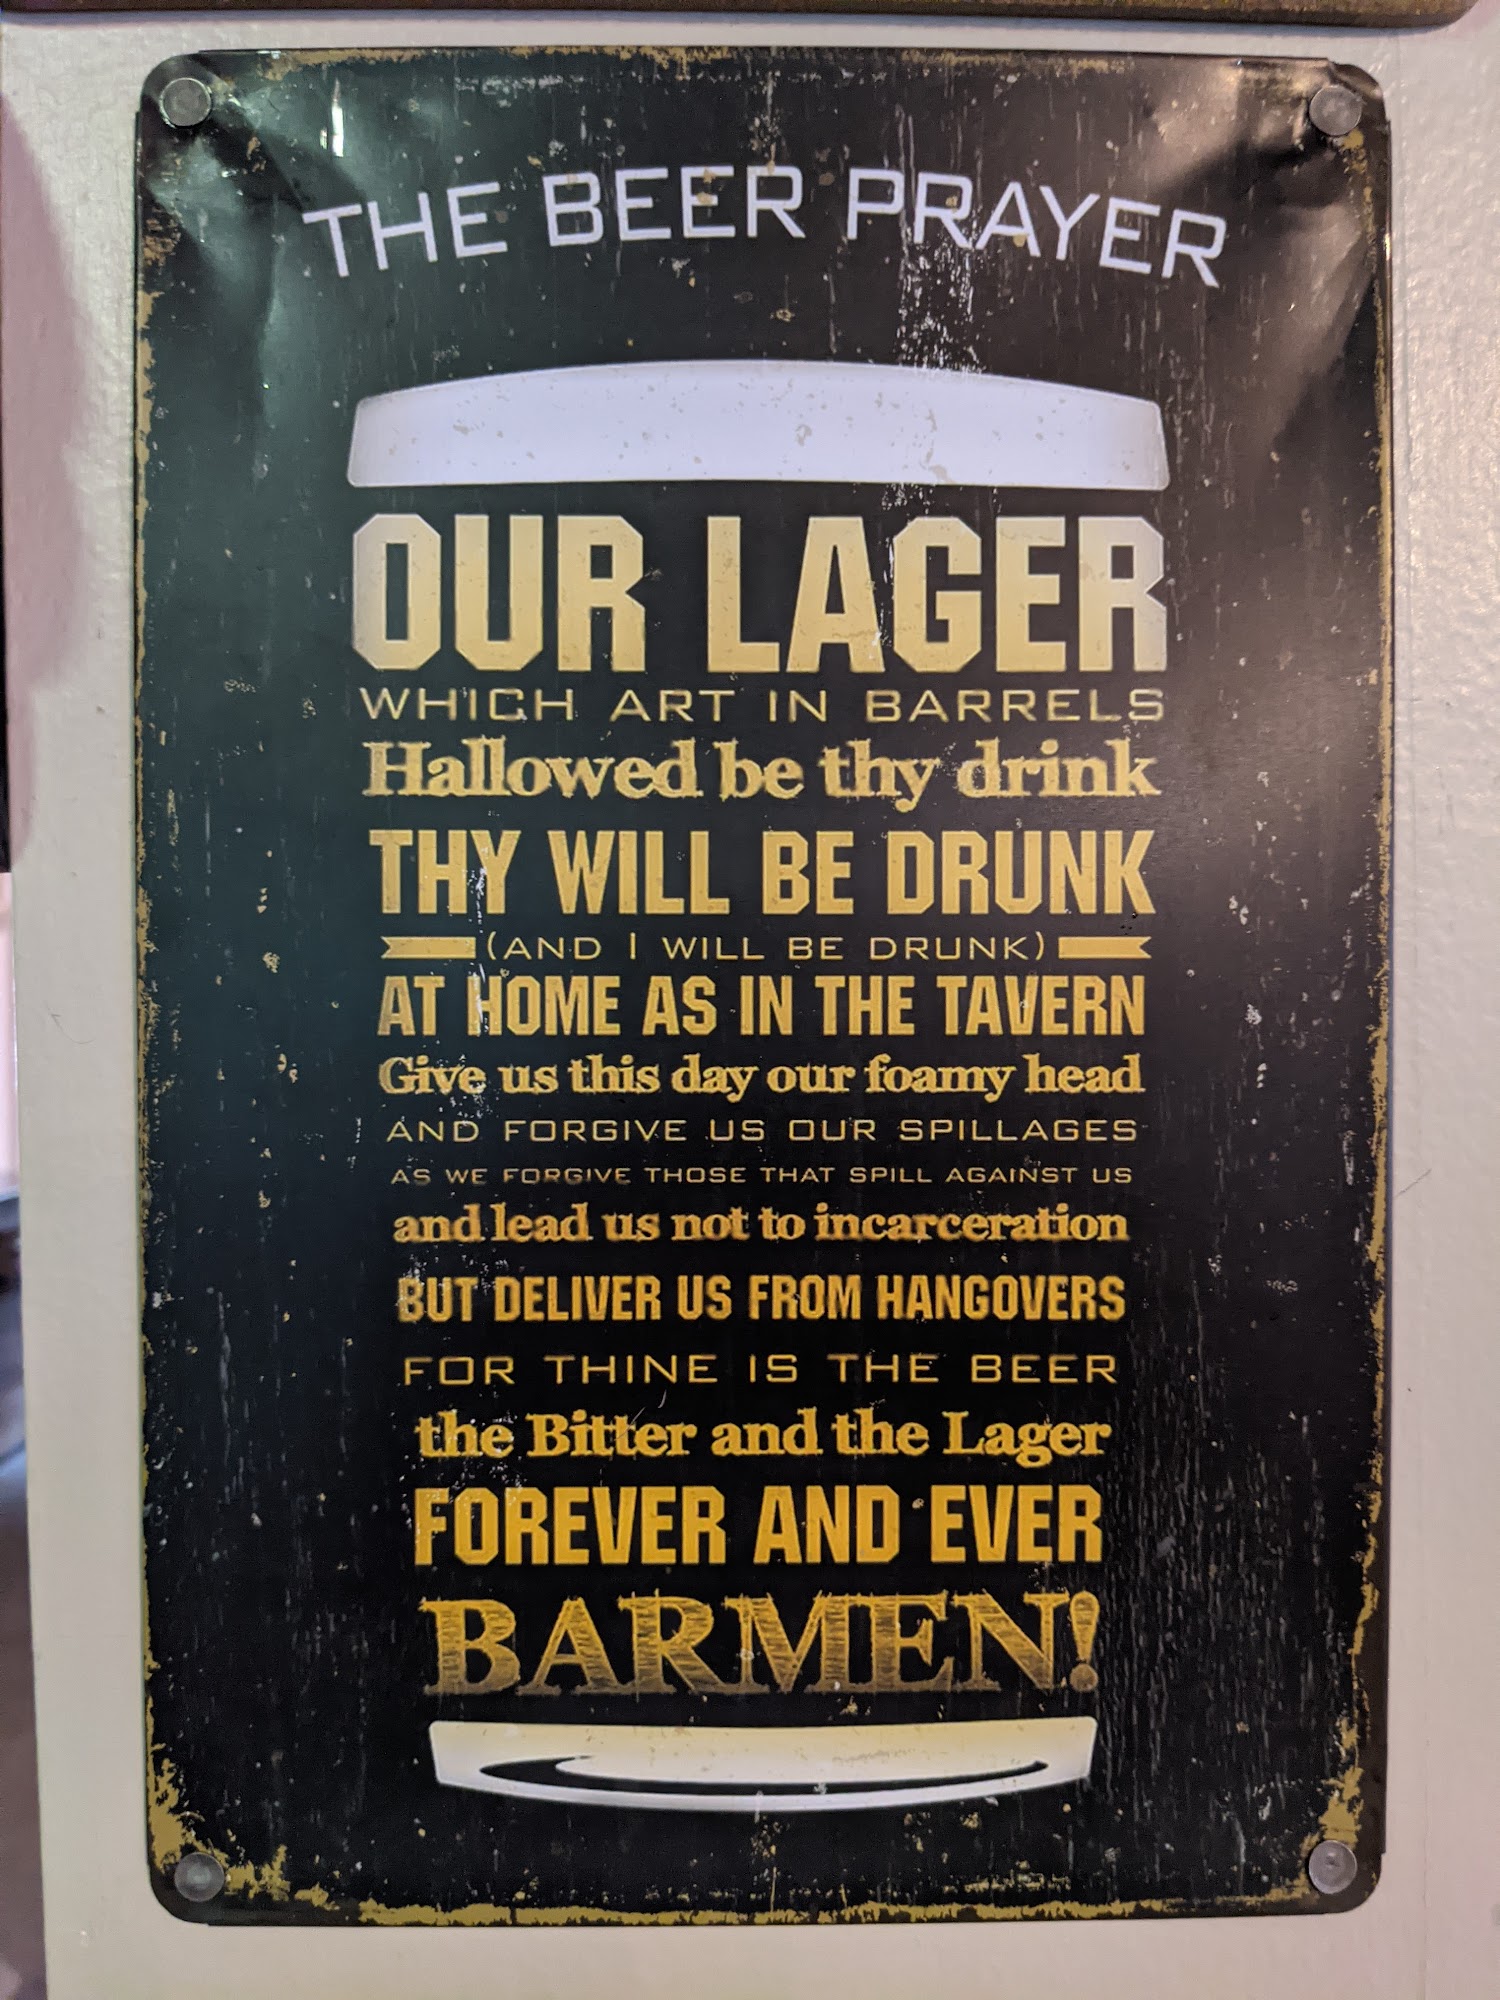 THE BEER PRAYER
OUR LAGER
WHICH ART IN BARRELS
Hallowed be thy drink
THY WILL BE DRUNK
(AND I WILL BE DRUNK)
AT HOME AS IN THE TAVERN
Give us this day our foamy head
AND FORGIVE US OUR SPILLAGES
AS WE FORGIVE THOSE THAT SPILL AGAINST US
and lead us not to incarceration
BUT DELIVER US FROM HANGOVERS
FOR THINE IS THE BEER
the Bitter and the Lager
FOREVER AND EVER
BARMEN!